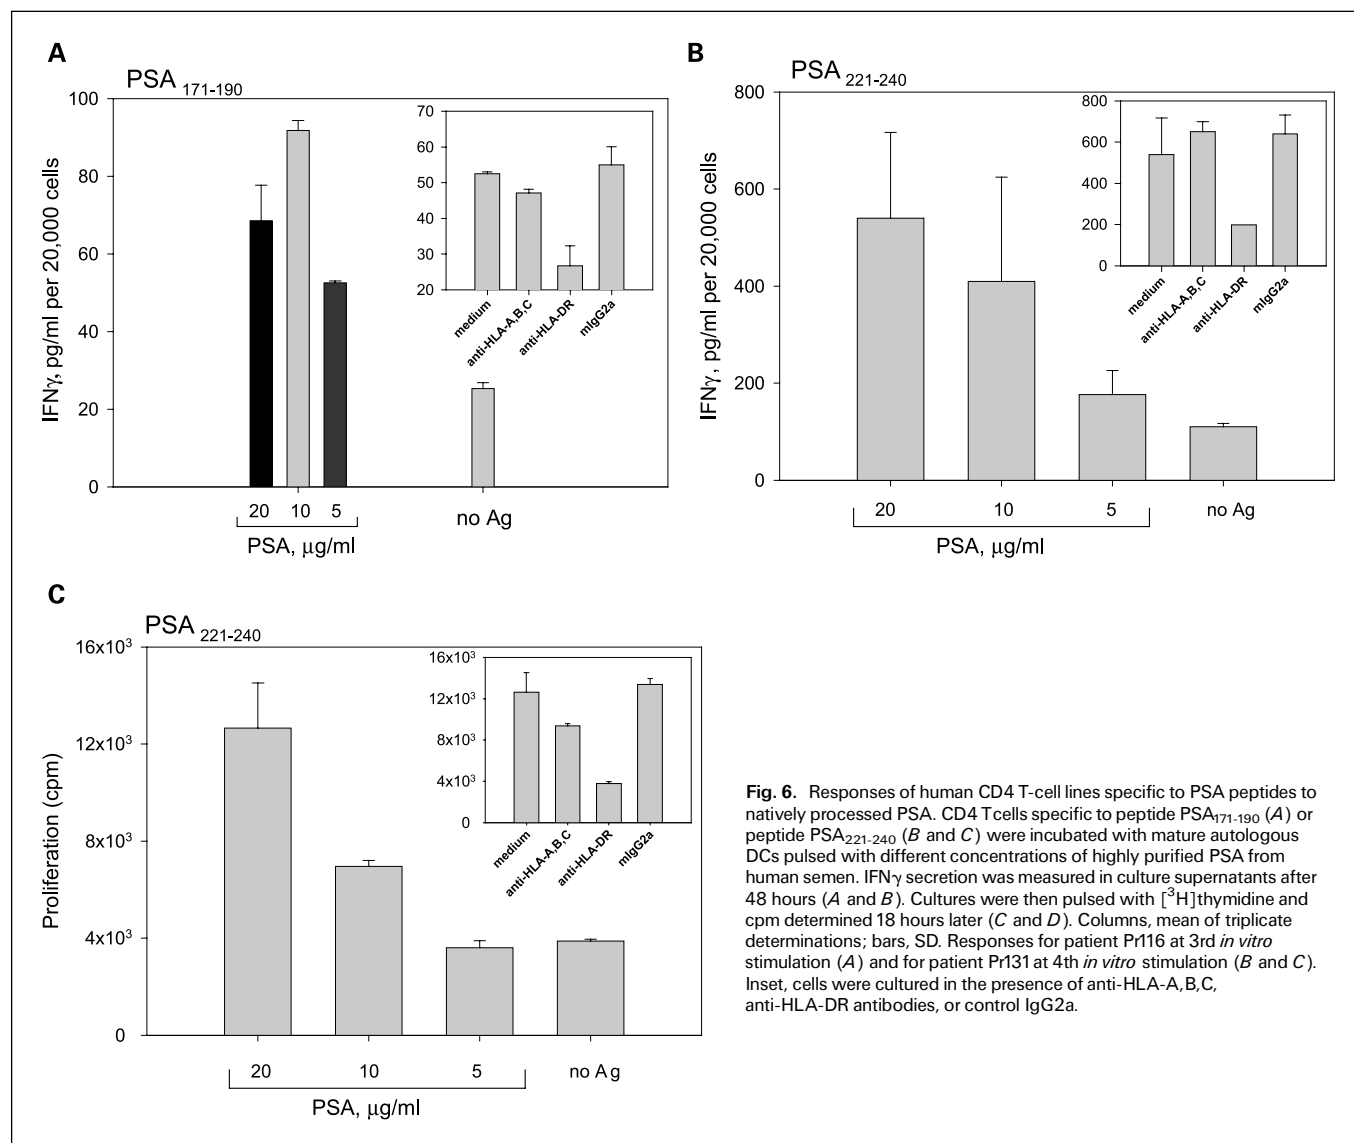 A
PSA 171-190
100
80
60
40
20
0
IFNγ, pg/ml per 20,000 cells
70
60
50
40
30
20
medium
anti-HLA-A,B,C
anti-HLA-DR
mIgG2a
20 10 5
no Ag
PSA, μg/ml
B
PSA 221-240
800
600
400
200
0
IFNγ, pg/ml per 20,000 cells
800
600
400
200
0
medium
anti-HLA-A,B,C
anti-HLA-DR
mIgG2a
20 10 5 no Ag
PSA, μg/ml
C
PSA 221-240
16x10³
12x10³
8x10³
4x10³
0
Proliferation (cpm)
16x10³
12x10³
8x10³
4x10³
0
medium
anti-HLA-A,B,C
anti-HLA-DR
mIgG2a
20 10 5 no Ag
PSA, μg/ml
Fig. 6. Responses of human CD4 T-cell lines specific to PSA peptides to
natively processed PSA. CD4 Tcells specific to peptide PSA171-190 (A) or
peptide PSA221-240 (B and C) were incubated with mature autologous
DCs pulsed with different concentrations of highly purified PSA from
human semen. IFNγ secretion was measured in culture supernatants after
48 hours (A and B). Cultures were then pulsed with [³H]thymidine and
cpm determined 18 hours later (C and D). Columns, mean of triplicate
determinations; bars, SD. Responses for patient Pr116 at 3rd in vitro
stimulation (A) and for patient Pr131 at 4th in vitro stimulation (B and C).
Inset, cells were cultured in the presence of anti-HLA-A,B,C,
anti-HLA-DR antibodies, or control IgG2a.